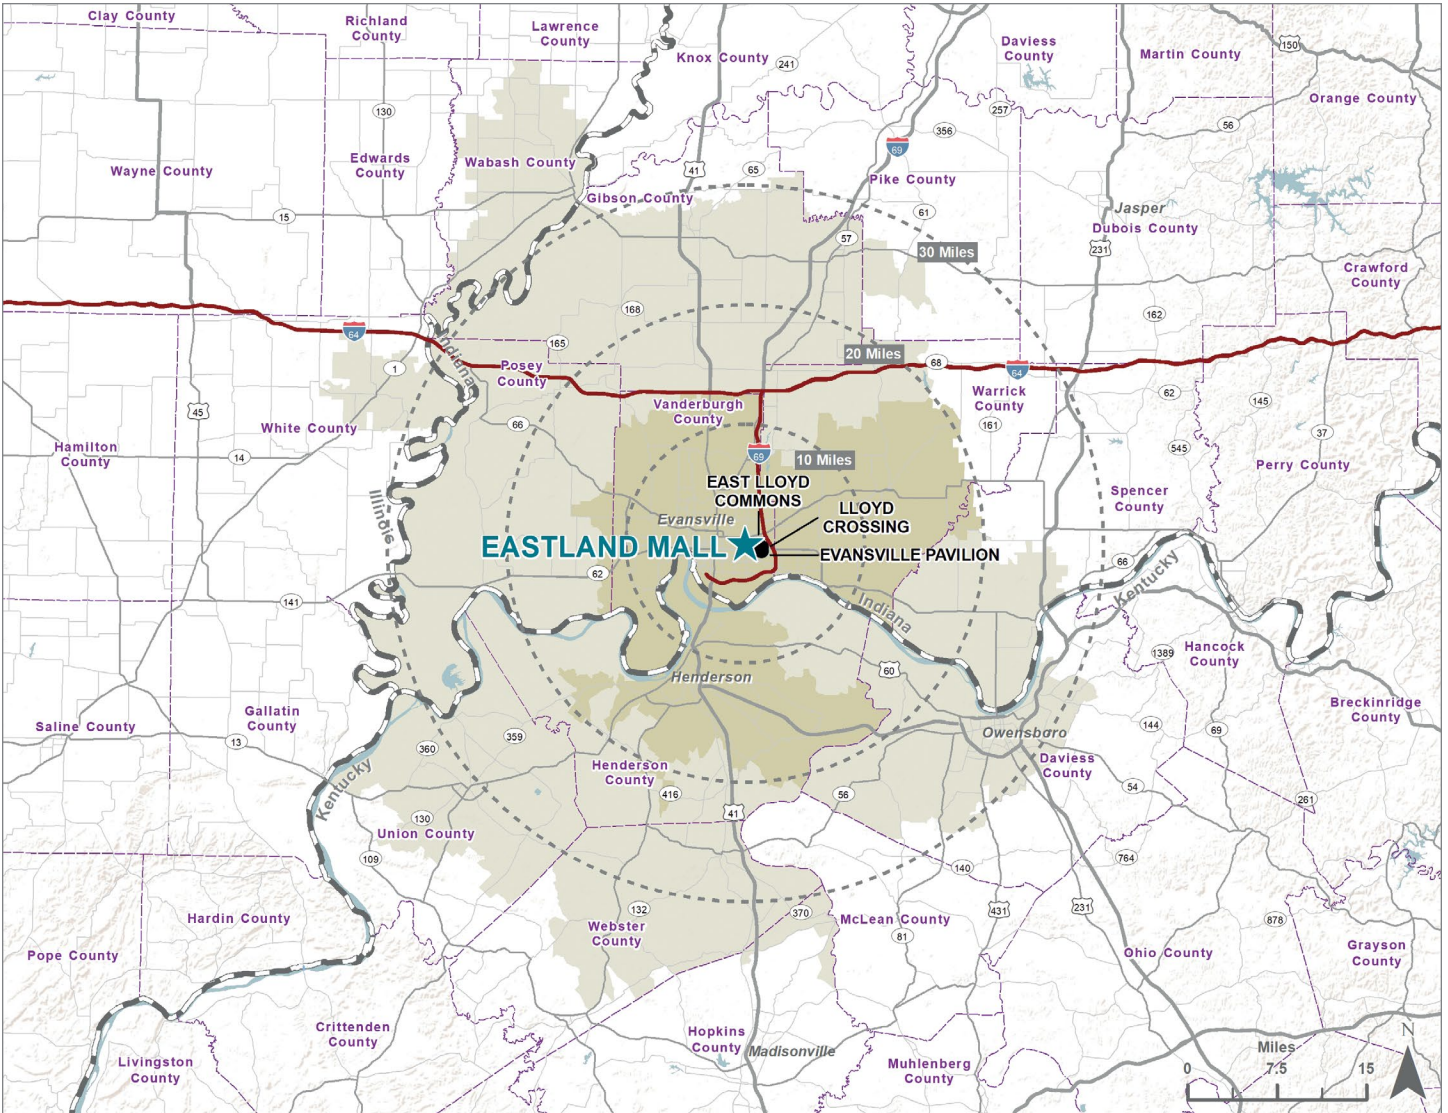 Clay County
Richland
County
Lawrence
County
Knox County
241
Daviess
County
Martin County
150
Orange County
130
257
356
56
Wayne County
Edwards
County
Wabash County
41
65
69
Pike County
Gibson County
15
61
57
Jasper
Dubois County
231
30 Miles
Crawford
County
64
168
162
165
Indiana
20 Miles
68
64
1
Posey
County
Vanderburgh
County
Warrick
County
62
145
45
66
161
37
White County
Hamilton
County
14
69
10 Miles
545
Perry County
EAST LLOYD
COMMONS
Spencer
County
Illinois
Evansville
LLOYD
CROSSING
EASTLAND MALL
EVANSVILLE PAVILION
62
66
Kentucky
141
Indiana
1389
Hancock
County
60
Henderson
Gallatin
County
Saline County
13
Breckinridge
County
144
69
359
360
Owensboro
Kentucky
Henderson
County
Daviess
County
54
416
56
261
41
130
Union County
109
764
140
132
370
431
231
878
Hardin County
Webster
County
McLean County
81
Pope County
Ohio County
Grayson
County
Crittenden
County
Hopkins
County
Madisonville
Muhlenberg
County
Livingston
County
Miles
0 7.5 15
N